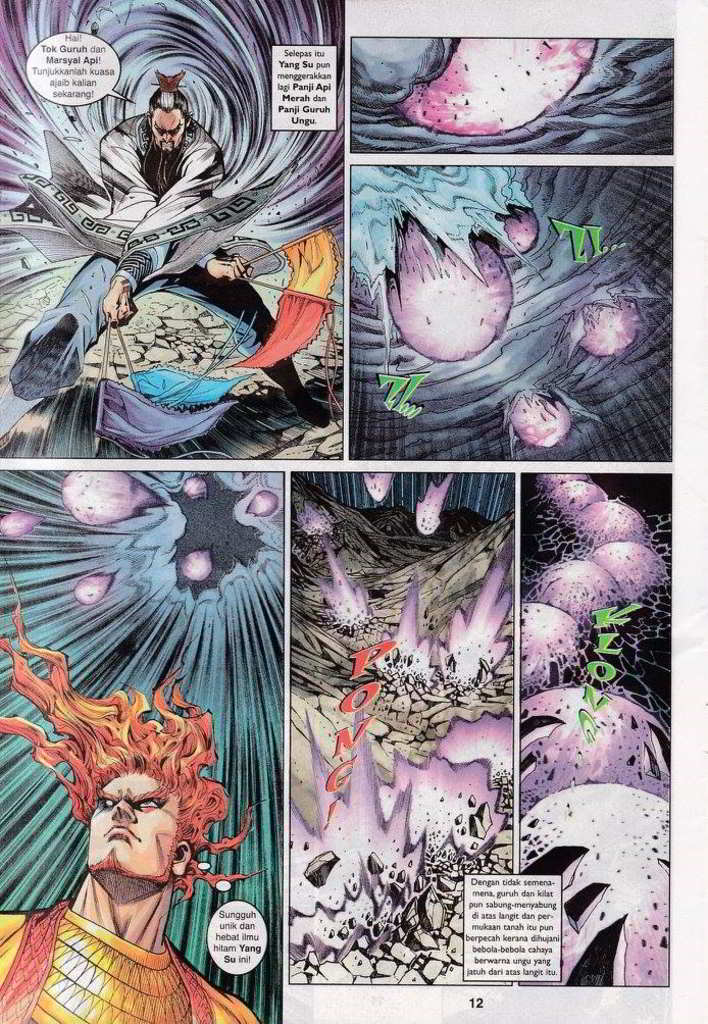 Hai!
Tok Guruh dan
Marsyal Api!
Tunjukkanlah kuasa
ajaib kalian
sekarang!
Selepas itu
Yang Su pun
menggerakkan
lagi Panji Api
Merah dan
Panji Guruh
Ungu.
PONG!
KLOV
Sungguh
unik dan
hebat ilmu
hitam Yang
Su ini!
Dengan tidak semena-
mena, guruh dan kilat
pun sabung-menyabung
di atas langit dan per-
mukaan tanah itu pun
berpecah kerana dihujani
bebola-bebola cahaya
berwarna ungu yang
jatuh dari atas langit itu.
12